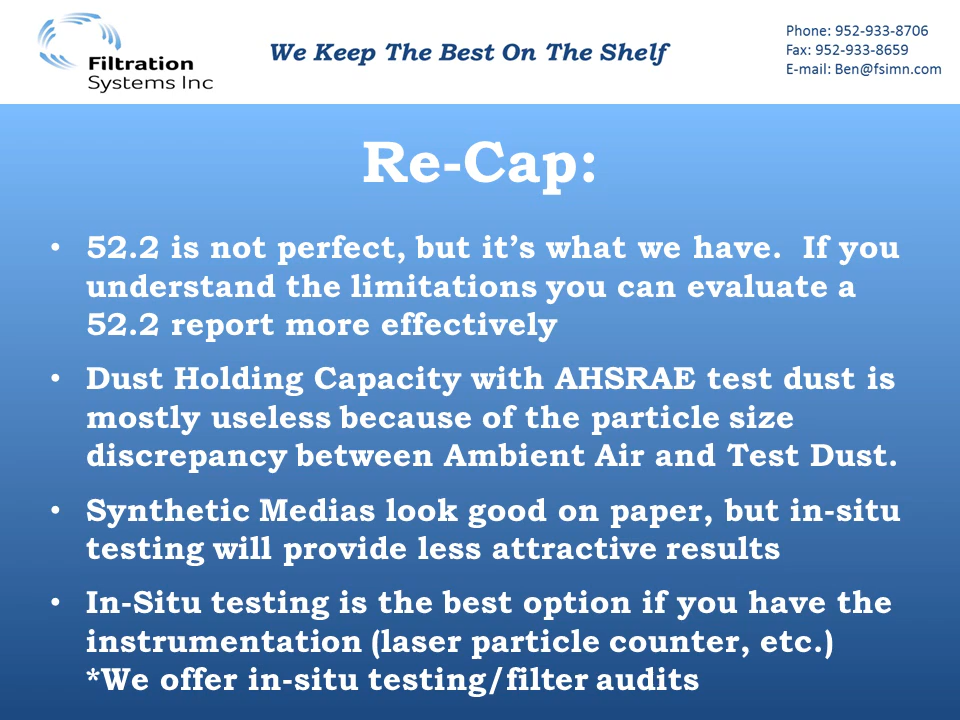 Filtration
Systems Inc
We Keep The Best On The Shelf
Phone: 952-933-8706
Fax: 952-933-8659
E-mail: Ben@fsimn.com
Re-Cap:
• 52.2 is not perfect, but it’s what we have.  If you
understand the limitations you can evaluate a
52.2 report more effectively
• Dust Holding Capacity with AHSRAE test dust is
mostly useless because of the particle size
discrepancy between Ambient Air and Test Dust.
• Synthetic Medias look good on paper, but in-situ
testing will provide less attractive results
• In-Situ testing is the best option if you have the
instrumentation (laser particle counter, etc.)
*We offer in-situ testing/filter audits